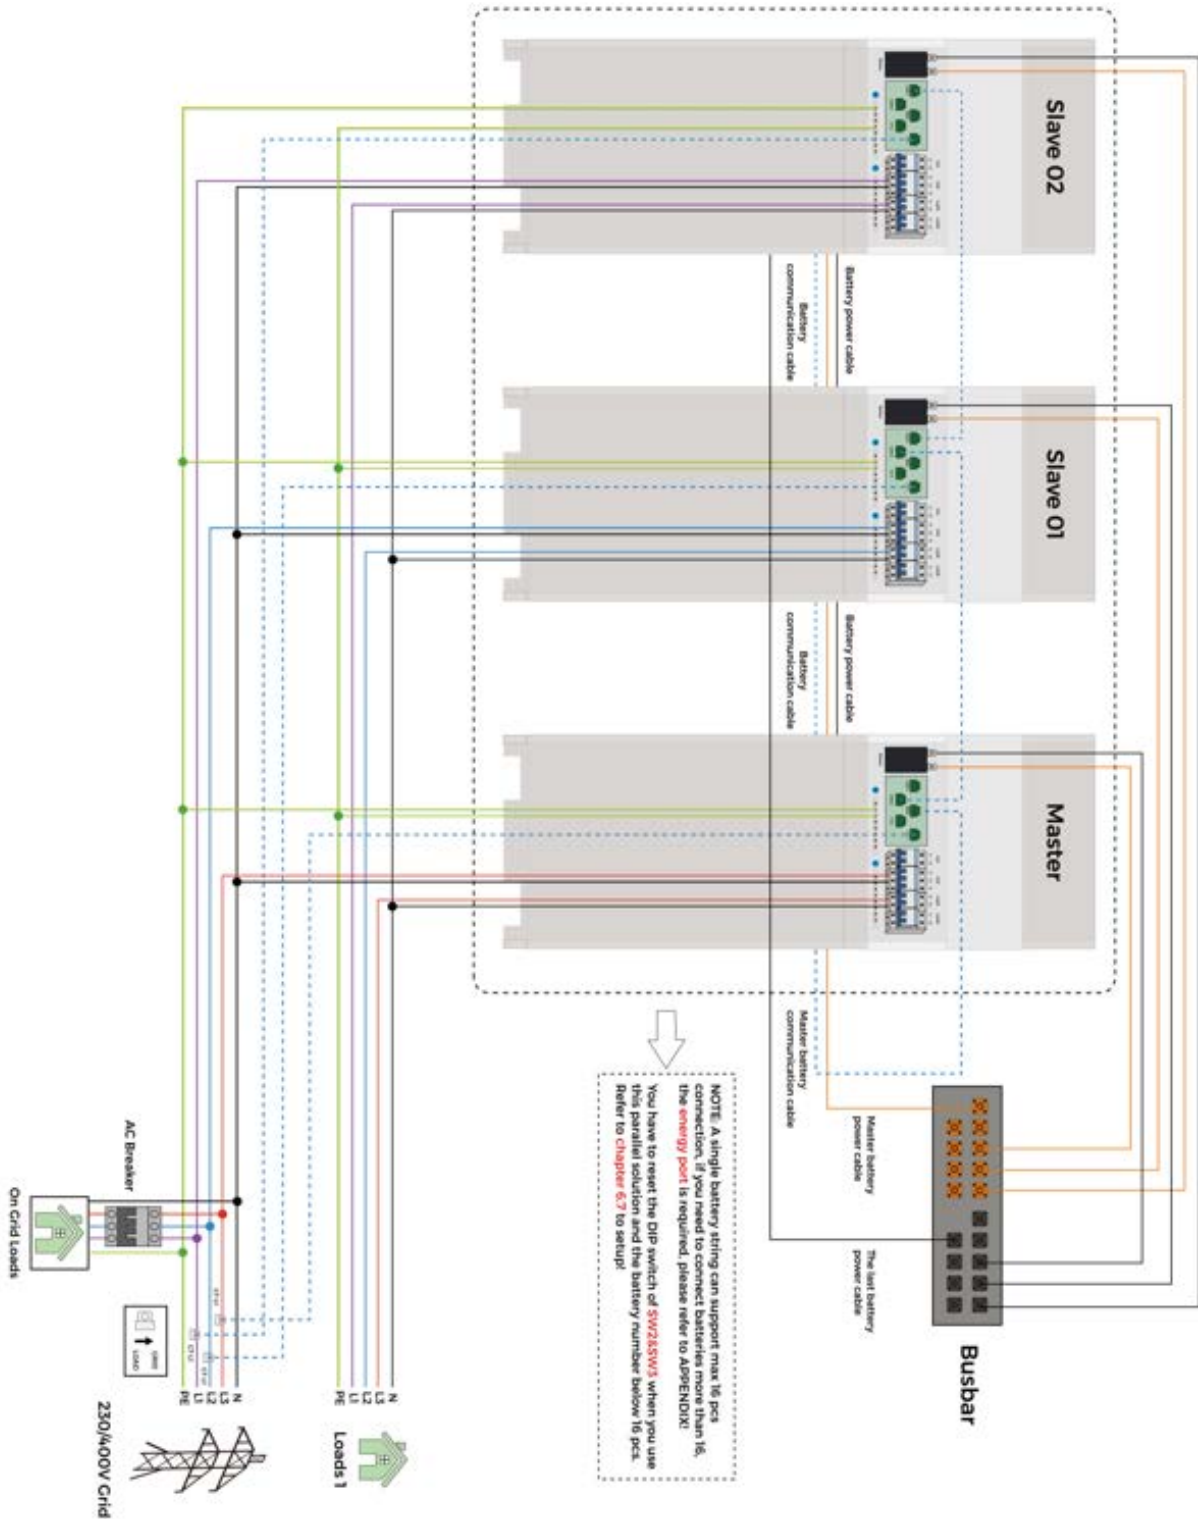 Slave 02
Slave 01
Master
Battery power cable
Battery
communication cable
Battery power cable
Battery
communication cable
Master battery
communication cable
Master battery
power cable
The last battery
power cable
Busbar
NOTE: A single battery string can support max 16 pcs
connection, if you need to connect batteries more than 16,
the energy port is required, please refer to APPENDIX!
You have to reset the DIP switch of SW2&SW3 when you use
this parallel solution and the battery number below 16 pcs.
Refer to chapter 6.7 to setup!
N
L3
L2
L1
PE
Loads 1
N
L3
L2
L1
PE
230/400V Grid
AC Breaker
On Grid Loads
GRID
LOAD